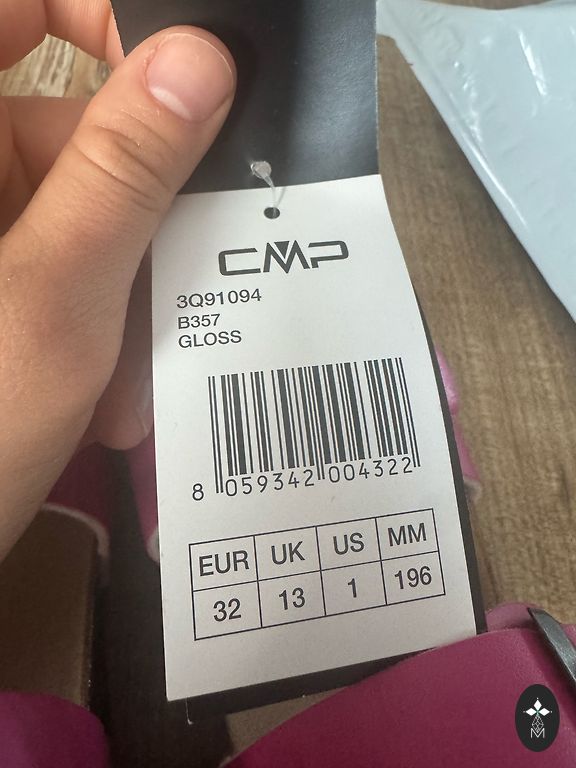 CMP
3Q91094
B357
GLOSS
8 059342 004322
EUR UK US MM
32 13 1 196
M